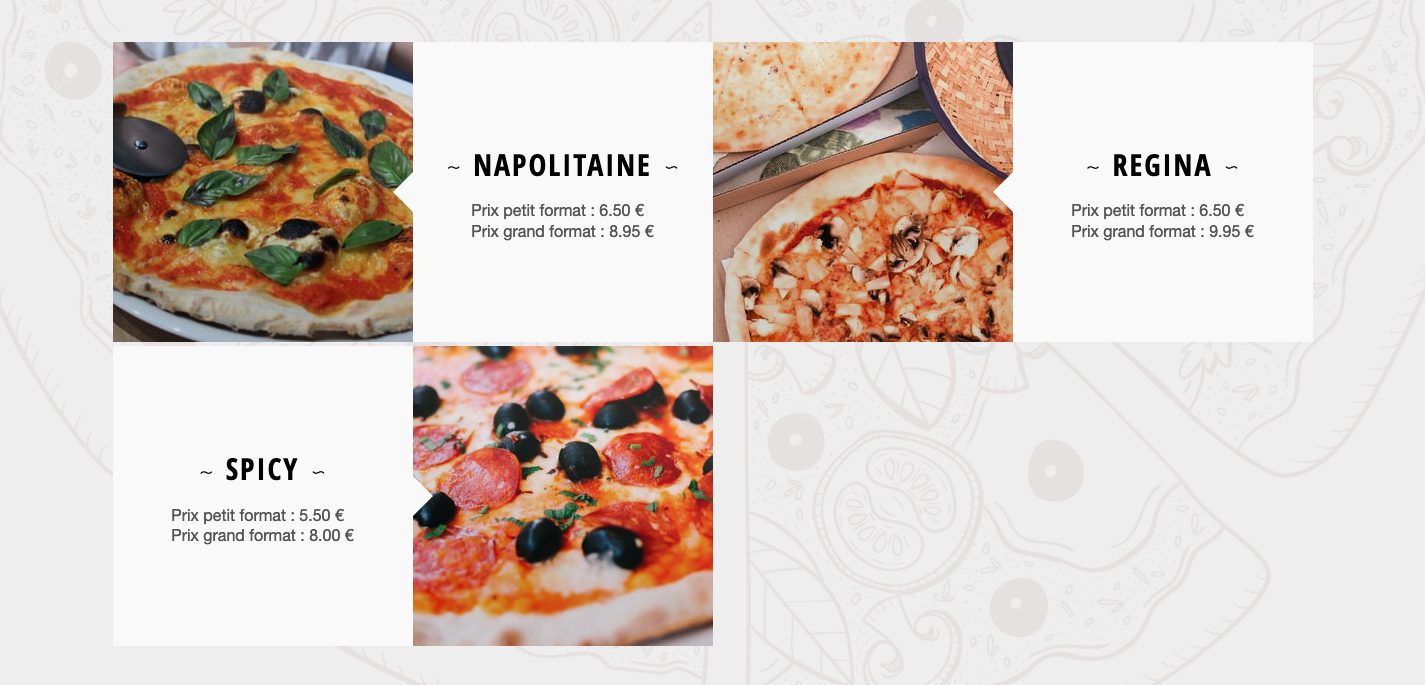 ~ NAPOLITAINE ~
Prix petit format : 6.50 €
Prix grand format : 8.95 €
~ REGINA ~
Prix petit format : 6.50 €
Prix grand format : 9.95 €
~ SPICY ~
Prix petit format : 5.50 €
Prix grand format : 8.00 €